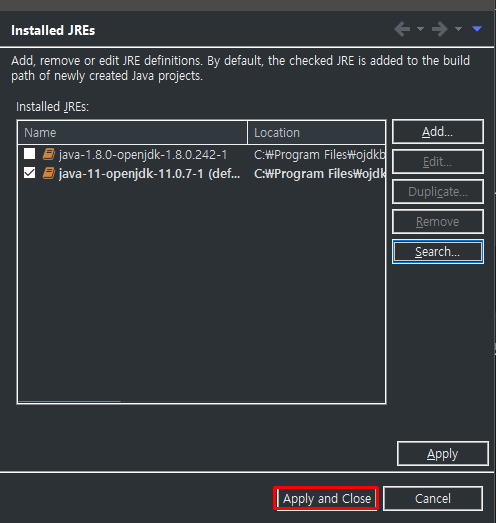 Installed JREs
Add, remove or edit JRE definitions. By default, the checked JRE is added to the build
path of newly created Java projects.
Installed JREs:
Name Location
java-1.8.0-openjdk-1.8.0.242-1 C:₩Program Files₩ojdkb
java-11-openjdk-11.0.7-1 (def... C:₩Program Files₩ojdk
Add...
Edit...
Duplicate...
Remove
Search...
Apply
Apply and Close Cancel